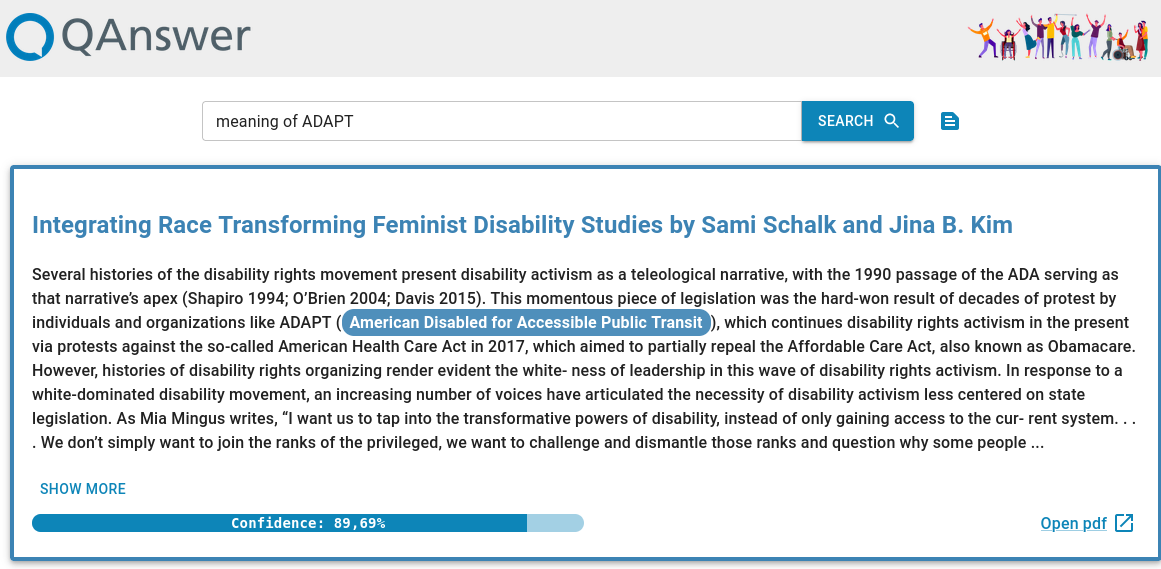 QAnswer
meaning of ADAPT
SEARCH
Integrating Race Transforming Feminist Disability Studies by Sami Schalk and Jina B. Kim
Several histories of the disability rights movement present disability activism as a teleological narrative, with the 1990 passage of the ADA serving as
that narrative’s apex (Shapiro 1994; O’Brien 2004; Davis 2015). This momentous piece of legislation was the hard-won result of decades of protest by
individuals and organizations like ADAPT ( American Disabled for Accessible Public Transit ), which continues disability rights activism in the present
via protests against the so-called American Health Care Act in 2017, which aimed to partially repeal the Affordable Care Act, also known as Obamacare.
However, histories of disability rights organizing render evident the white- ness of leadership in this wave of disability rights activism. In response to a
white-dominated disability movement, an increasing number of voices have articulated the necessity of disability activism less centered on state
legislation. As Mia Mingus writes, “I want us to tap into the transformative powers of disability, instead of only gaining access to the cur- rent system. . .
. We don’t simply want to join the ranks of the privileged, we want to challenge and dismantle those ranks and question why some people ...
SHOW MORE
Confidence: 89,69%
Open pdf